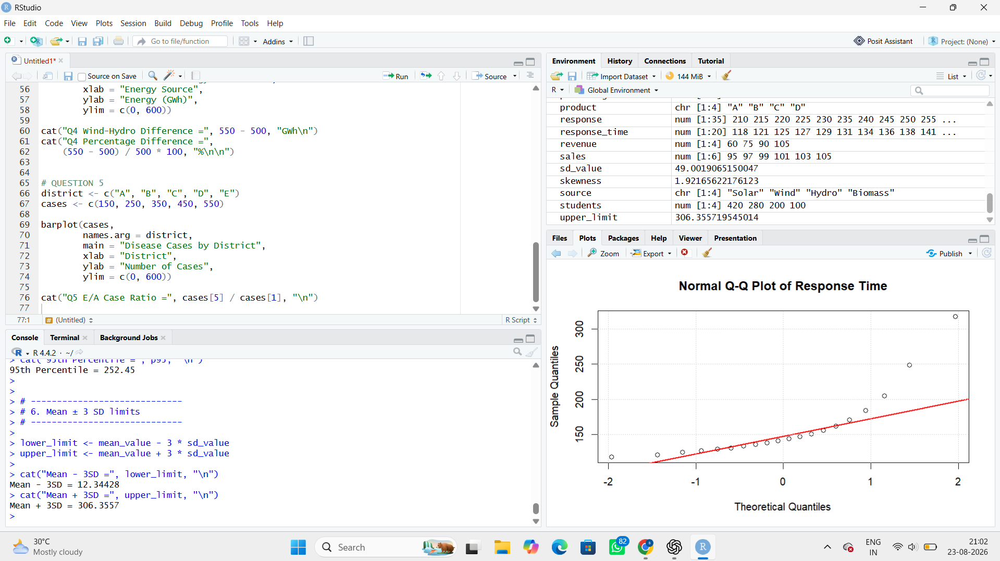 RStudio
File Edit Code View Plots Session Build Debug Profile Tools Help
Go to file/function Addins Posit Assistant Project: (None)
Untitled1*
Source on Save Run Source
56 xlab = "Energy Source",
57 ylab = "Energy (GWh)",
58 ylim = c(0, 600))
59
60 cat("Q4 Wind-Hydro Difference =", 550 - 500, "GWh\n")
61 cat("Q4 Percentage Difference =",
62 (550 - 500) / 500 * 100, "%\n\n")
63
64
65 # QUESTION 5
66 district <- c("A", "B", "C", "D", "E")
67 cases <- c(150, 250, 350, 450, 550)
68
69 barplot(cases,
70 names.arg = district,
71 main = "Disease Cases by District",
72 xlab = "District",
73 ylab = "Number of Cases",
74 ylim = c(0, 600))
75
76 cat("Q5 E/A Case Ratio =", cases[5] / cases[1], "\n")
77
77:1 # (Untitled) R Script
Console Terminal Background Jobs
R R 4.4.2 · ~/
> cat("95th Percentile =", p95, "\n")
95th Percentile = 252.45
>
>
> # -----------------------------
> # 6. Mean ± 3 SD limits
> # -----------------------------
>
> lower_limit <- mean_value - 3 * sd_value
> upper_limit <- mean_value + 3 * sd_value
>
> cat("Mean - 3SD =", lower_limit, "\n")
Mean - 3SD = 12.34428
> cat("Mean + 3SD =", upper_limit, "\n")
Mean + 3SD = 306.3557
>
Environment History Connections Tutorial
Import Dataset 144 MiB List
R Global Environment
product chr [1:4] "A" "B" "C" "D"
response num [1:35] 210 215 220 225 230 235 240 245 250 255 ...
response_time num [1:20] 118 121 125 127 129 131 134 136 138 141 ...
revenue num [1:4] 60 75 90 105
sales num [1:6] 95 97 99 101 103 105
sd_value 49.0019065150047
skewness 1.92165622176123
source chr [1:4] "Solar" "Wind" "Hydro" "Biomass"
students num [1:4] 420 280 200 100
upper_limit 306.355719545014
Files Plots Packages Help Viewer Presentation
Zoom Export Publish
Normal Q-Q Plot of Response Time
Sample Quantiles
300
250
200
150
-2 -1 0 1 2
Theoretical Quantiles
30°C
Mostly cloudy
Search
82
ENG
IN
21:02
23-08-2026